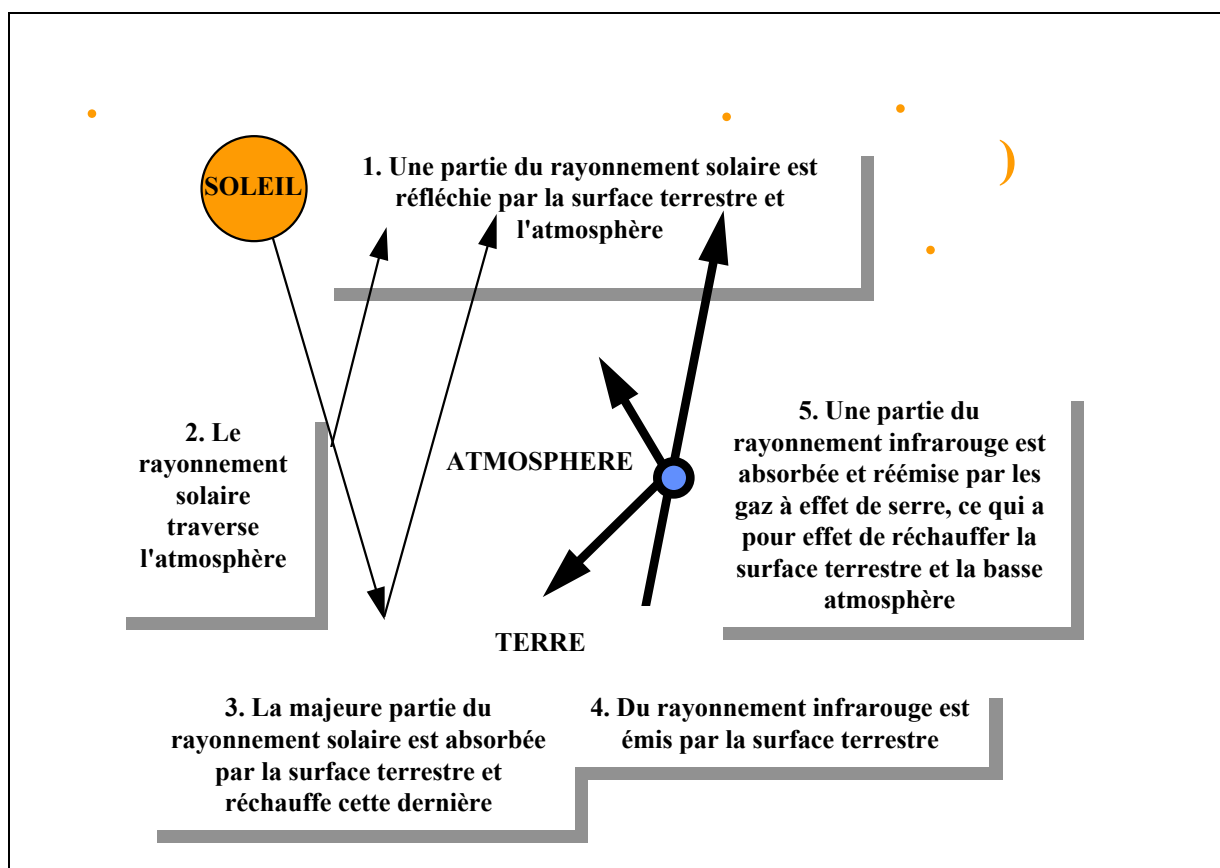 SOLEIL
1. Une partie du rayonnement solaire est
réfléchie par la surface terrestre et
l'atmosphère
)
2. Le
rayonnement
solaire
traverse
l'atmosphère
ATMOSPHERE
5. Une partie du
rayonnement infrarouge est
absorbée et réémise par les
gaz à effet de serre, ce qui a
pour effet de réchauffer la
surface terrestre et la basse
atmosphère
TERRE
3. La majeure partie du
rayonnement solaire est absorbée
par la surface terrestre et
réchauffe cette dernière
4. Du rayonnement infrarouge est
émis par la surface terrestre